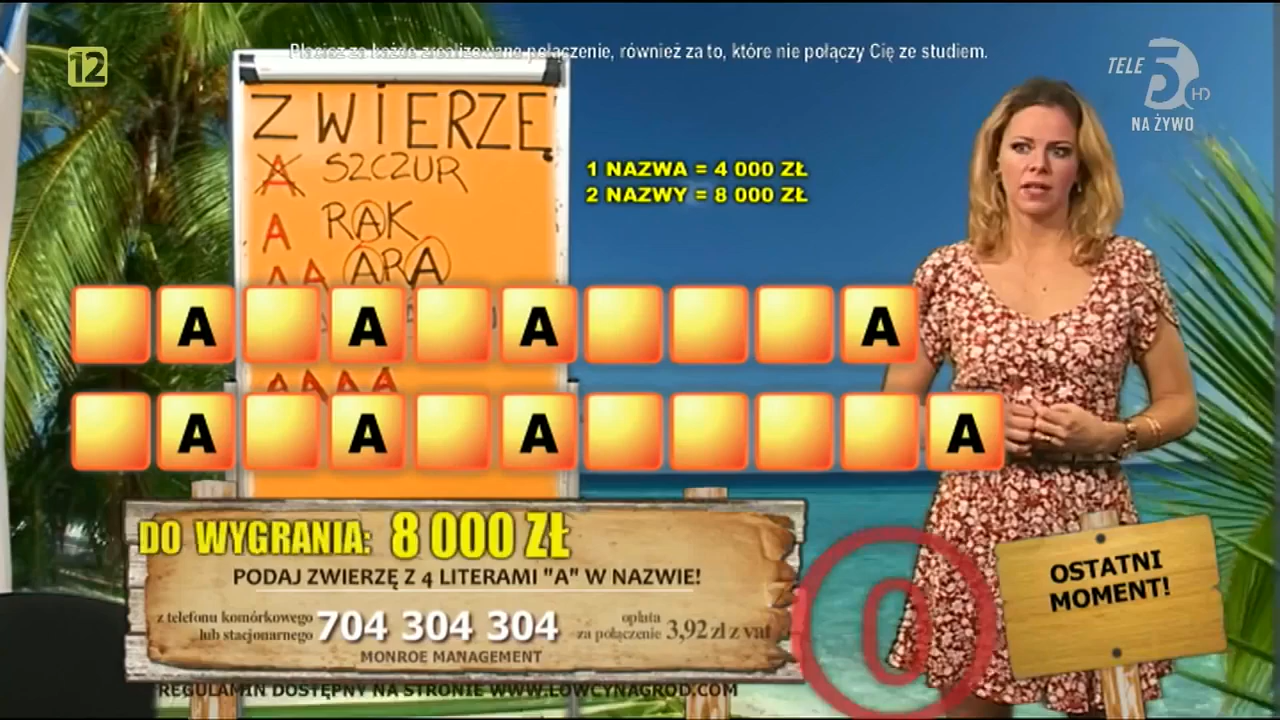 12
Płacisz za każde zrealizowane połączenie, również za to, które nie połączy Cię ze studiem.
TELE 5 HD
NA ŻYWO
ZWIERZĘ
A SZCZUR
A RAK
A A ARA
1 NAZWA = 4 000 ZŁ
2 NAZWY = 8 000 ZŁ
A A A A
A A A A
A A A A
DO WYGRANIA: 8 000 ZŁ
PODAJ ZWIERZĘ Z 4 LITERAMI "A" W NAZWIE!
z telefonu komórkowego
lub stacjonarnego
704 304 304
opłata
za połączenie 3,92 zł z vat
MONROE MANAGEMENT
REGULAMIN DOSTĘPNY NA STRONIE WWW.LOWCYNAGROD.COM
0
OSTATNI
MOMENT!